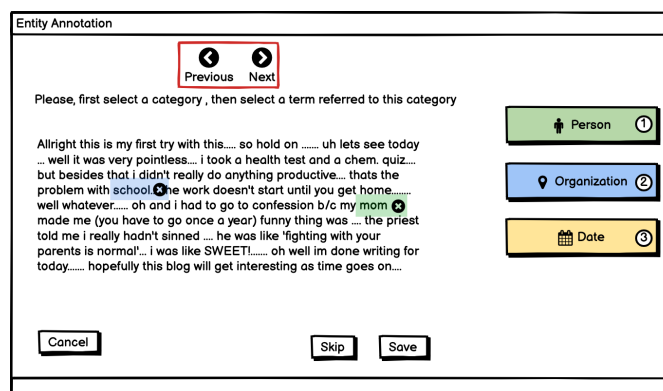 Entity Annotation
Previous Next
Please, first select a category , then select a term referred to this category
Person 1
Organization 2
Date 3
Allright this is my first try with this..... so hold on ....... uh lets see today
... well it was very pointless.... i took a health test and a chem. quiz....
but besides that i didn't really do anything productive.... thats the
problem with school. he work doesn't start until you get home........
well whatever...... oh and i had to go to confession b/c my mom
made me (you have to go once a year) funny thing was .... the priest
told me i really hadn't sinned .... he was like 'fighting with your
parents is normal'... i was like SWEET!....... oh well im done writing for
today....... hopefully this blog will get interesting as time goes on....
Cancel
Skip Save